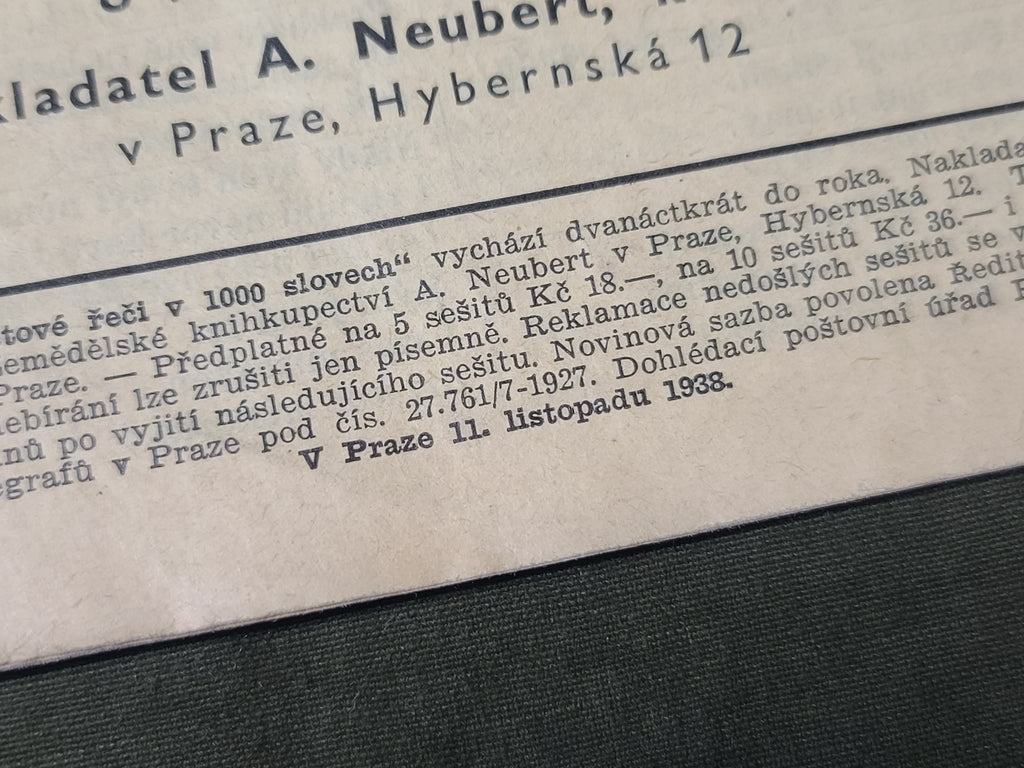 kladatel A. Neubert,
v Praze, Hybernská 12
tové řeči v 1000 slovech“ vychází dvanáctkrát do roka. Naklada
emědělské knihkupectví A. Neubert v Praze, Hybernská 12. T
Praze. — Předplatné na 5 sešitů Kč 18.—, na 10 sešitů Kč 36.— i
ebírání lze zrušiti jen písemně. Reklamace nedošlých sešitů se v
nů po vyjití následujícího sešitu. Novinová sazba povolena Ředit
egrafů v Praze pod čís. 27.761/7-1927. Dohlédací poštovní úřad P
V Praze 11. listopadu 1938.